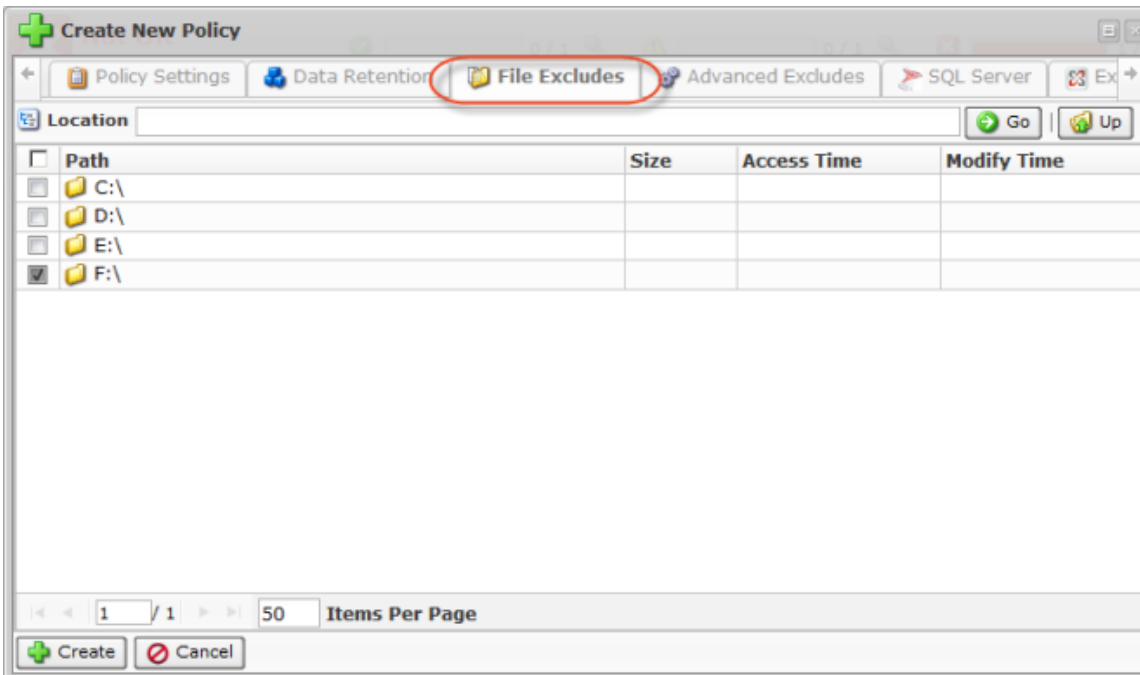 Create New Policy
Policy Settings Data Retention File Excludes Advanced Excludes SQL Server Ex
Location Go | Up
Path Size Access Time Modify Time
C:\
D:\
E:\
F:\
1 / 1 50 Items Per Page
Create Cancel